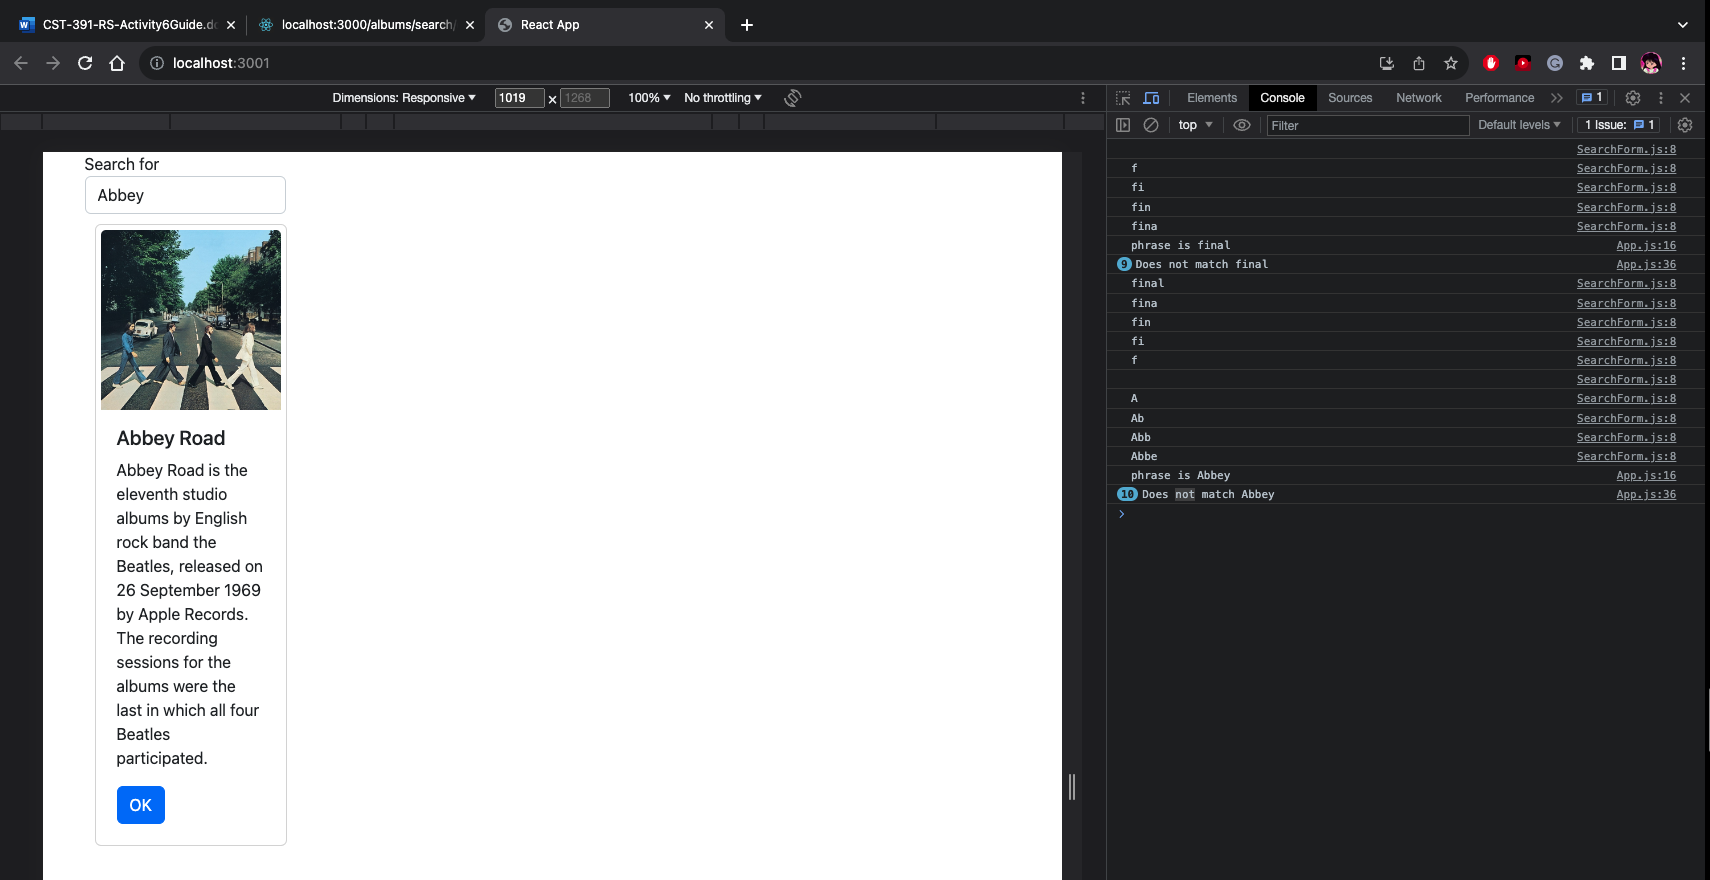 CST-391-RS-Activity6Guide.do
localhost:3000/albums/search/
React App
localhost:3001
Dimensions: Responsive
1019 x 1268
100%
No throttling
Elements
Console
Sources
Network
Performance
1
top
Filter
Default levels
1 Issue: 1
Search for
Abbey
Abbey Road
Abbey Road is the
eleventh studio
albums by English
rock band the
Beatles, released on
26 September 1969
by Apple Records.
The recording
sessions for the
albums were the
last in which all four
Beatles
participated.
OK
SearchForm.js:8
f SearchForm.js:8
fi SearchForm.js:8
fin SearchForm.js:8
fina SearchForm.js:8
phrase is final App.js:16
9 Does not match final App.js:36
final SearchForm.js:8
fina SearchForm.js:8
fin SearchForm.js:8
fi SearchForm.js:8
f SearchForm.js:8
SearchForm.js:8
A SearchForm.js:8
Ab SearchForm.js:8
Abb SearchForm.js:8
Abbe SearchForm.js:8
phrase is Abbey App.js:16
10 Does not match Abbey App.js:36